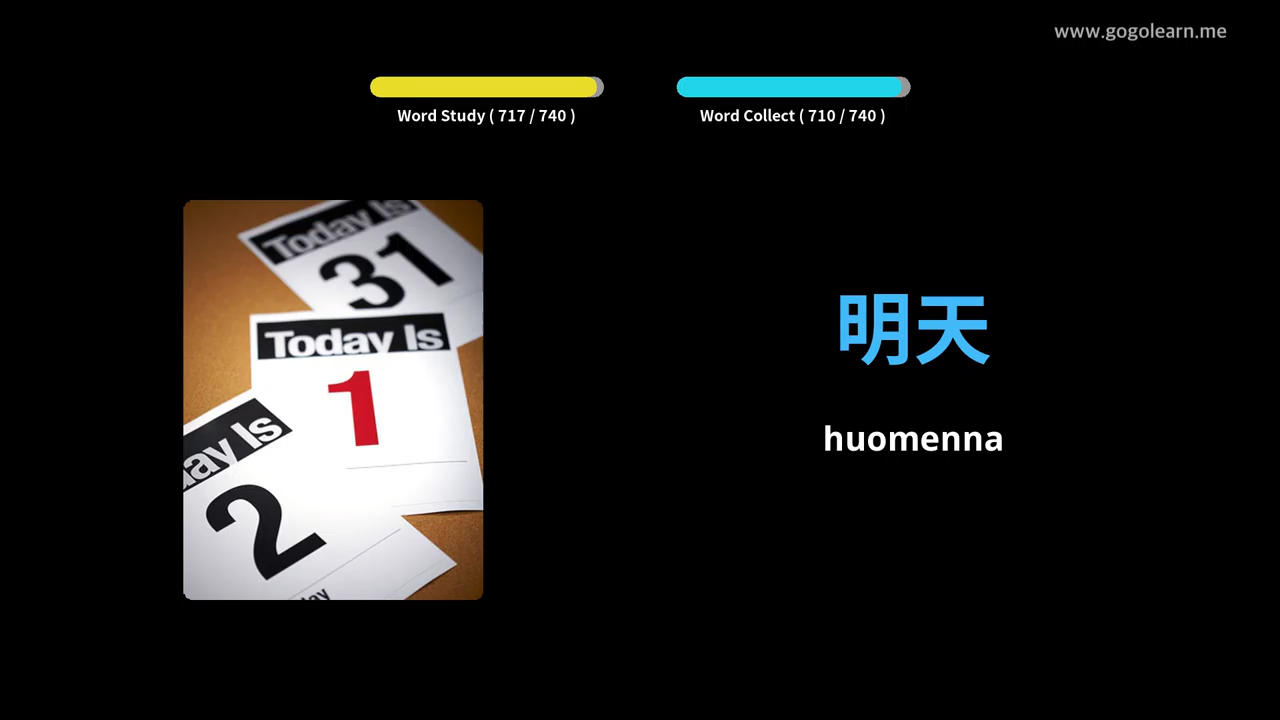 www.gogolearn.me
Word Study ( 717 / 740 )
Word Collect ( 710 / 740 )
Today Is
31
Today Is
1
ay Is
2
明天
huomenna